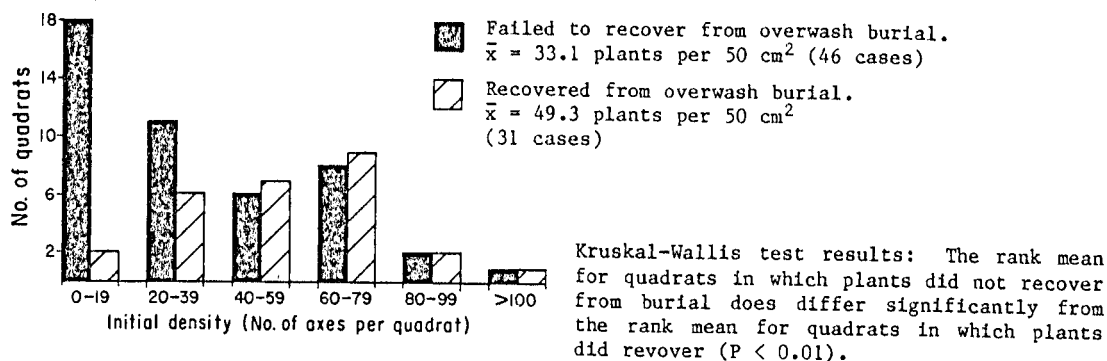 18
14
10
6
2
No. of quadrats
0-19 20-39 40-59 60-79 80-99 >100
Initial density (No. of axes per quadrat)
Failed to recover from overwash burial.
x̄ = 33.1 plants per 50 cm² (46 cases)
Recovered from overwash burial.
x̄ = 49.3 plants per 50 cm²
(31 cases)
Kruskal-Wallis test results: The rank mean
for quadrats in which plants did not recover
from burial does differ significantly from
the rank mean for quadrats in which plants
did revover (P < 0.01).